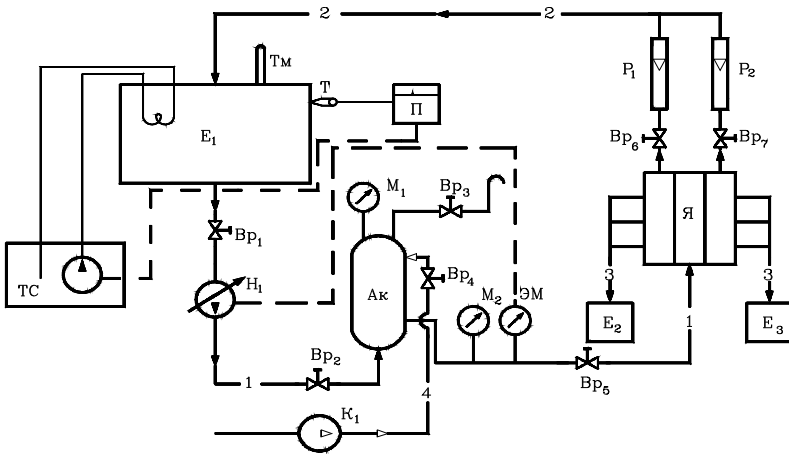 2 2
Тм
Т
П
Р₁ Р₂
Е₁
Вр₆ Вр₇
М₁ Вр₃
Я
Вр₁
ТС
Н₁
Ак
Вр₄
М₂ ЭМ
3 3
Е₂ Е₃
1
Вр₂
1
Вр₅
4
К₁